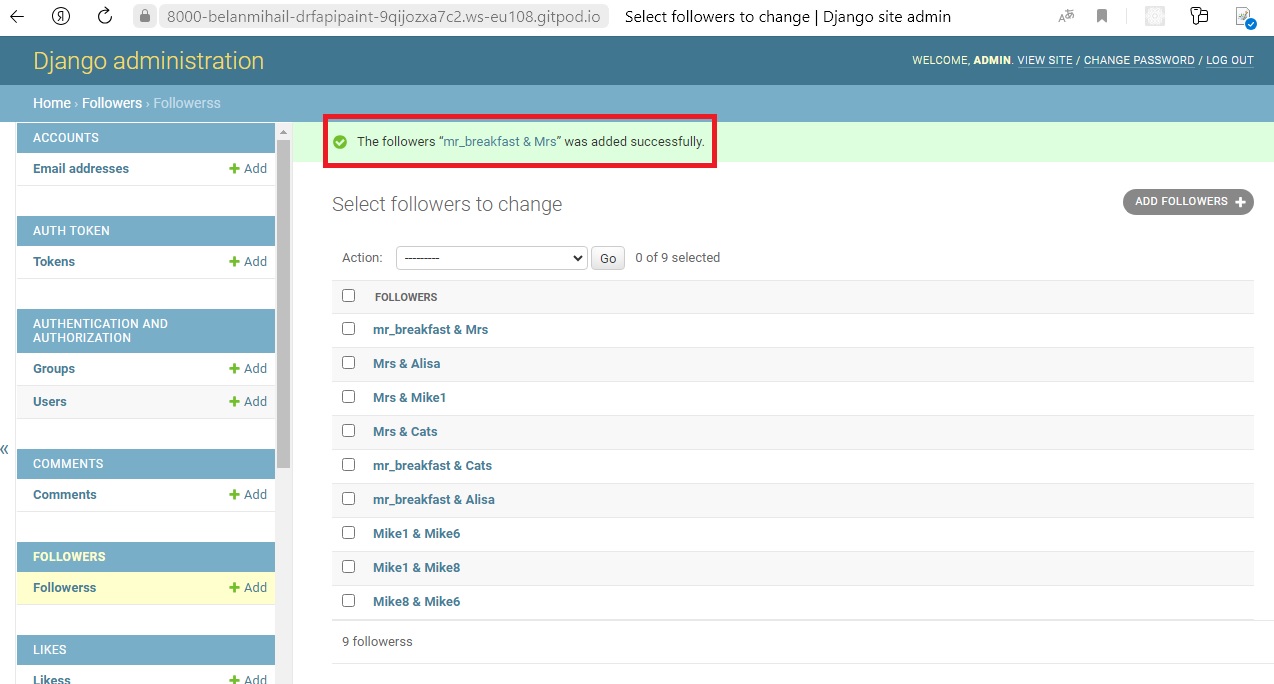 8000-belanmihail-drfapipaint-9qijozxa7c2.ws-eu108.gitpod.io Select followers to change | Django site admin
Django administration
WELCOME, ADMIN. VIEW SITE / CHANGE PASSWORD / LOG OUT
Home › Followers › Followerss
ACCOUNTS
Email addresses + Add
AUTH TOKEN
Tokens + Add
AUTHENTICATION AND
AUTHORIZATION
Groups + Add
Users + Add
COMMENTS
Comments + Add
FOLLOWERS
Followerss + Add
LIKES
Likess + Add
«
The followers “mr_breakfast & Mrs” was added successfully.
Select followers to change
ADD FOLLOWERS +
Action: --------- Go 0 of 9 selected
FOLLOWERS
mr_breakfast & Mrs
Mrs & Alisa
Mrs & Mike1
Mrs & Cats
mr_breakfast & Cats
mr_breakfast & Alisa
Mike1 & Mike6
Mike1 & Mike8
Mike8 & Mike6
9 followerss